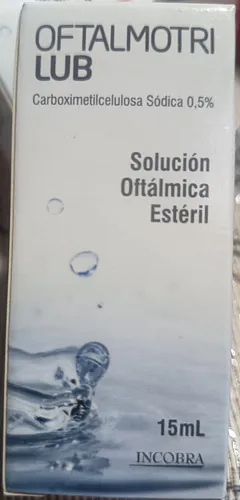 OFTALMOTRI
LUB
Carboximetilcelulosa Sódica 0,5%
Solución
Oftálmica
Estéril
15mL
INCOBRA